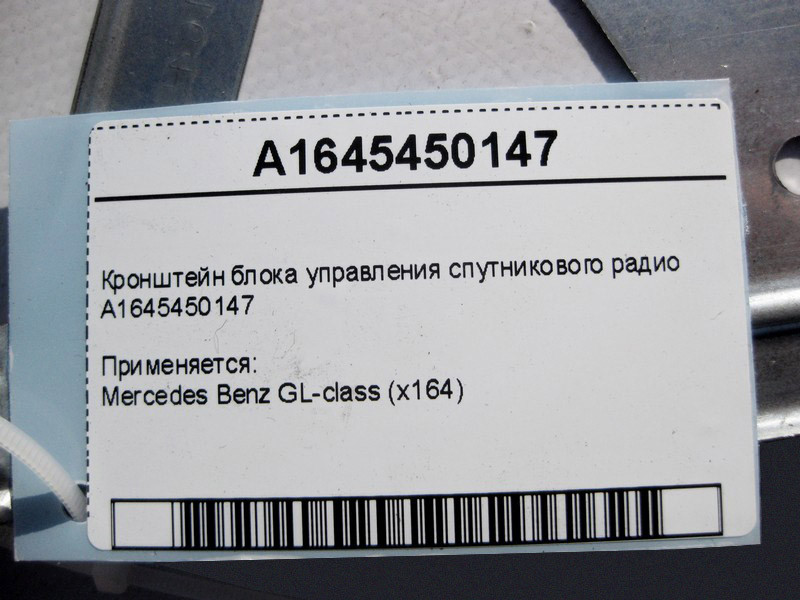 A1645450147
Кронштейн блока управления спутникового радио
A1645450147
Применяется:
Mercedes Benz GL-class (x164)